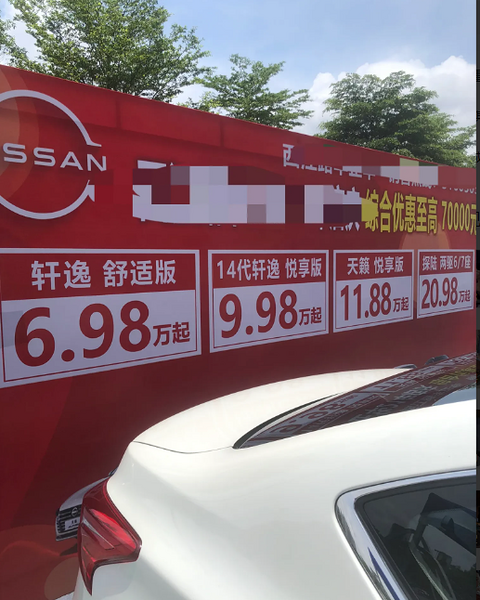 NISSAN
综合优惠至高 70000元
轩逸 舒适版
6.98万起
14代轩逸 悦享版
9.98万起
天籁 悦享版
11.88万起
探陆 两驱6/7座
20.98万起